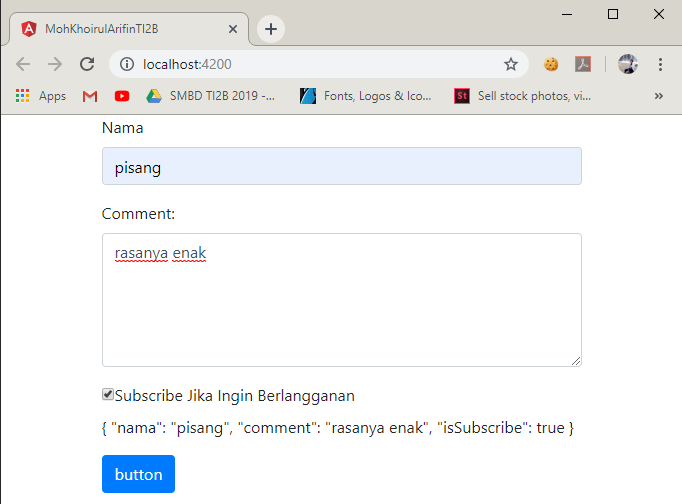 MohKhoirulArifinTI2B
localhost:4200
Apps SMBD TI2B 2019 -... Fonts, Logos & Ico... St Sell stock photos, vi... »
Nama
pisang
Comment:
rasanya enak
Subscribe Jika Ingin Berlangganan
{ "nama": "pisang", "comment": "rasanya enak", "isSubscribe": true }
button